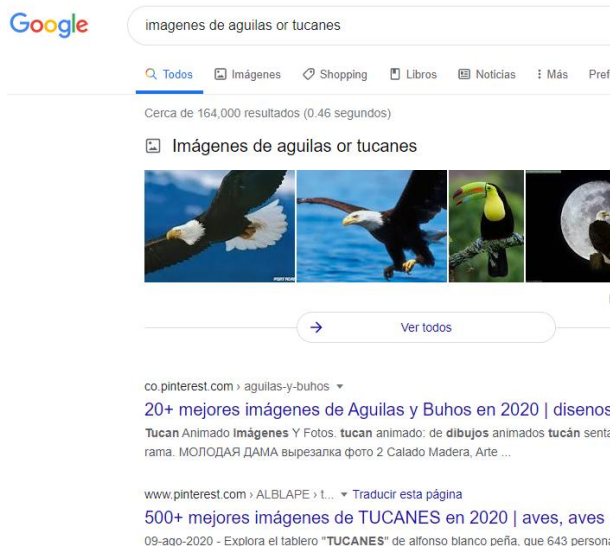 Google
imagenes de aguilas or tucanes
Todos Imágenes Shopping Libros Noticias Más
Cerca de 164,000 resultados (0.46 segundos)
Imágenes de aguilas or tucanes
Ver todos
co.pinterest.com › aguilas-y-buhos
20+ mejores imágenes de Aguilas y Buhos en 2020 | disenos
Tucan Animado Imágenes Y Fotos. tucan animado: de dibujos animados tucán senta
rama. МОЛОДАЯ ДАМА вырезалка фото 2 Calado Madera, Arte ...
www.pinterest.com › ALBLAPE › t... Traducir esta página
500+ mejores imágenes de TUCANES en 2020 | aves, aves
09-ago-2020 - Explora el tablero "TUCANES" de alfonso blanco peña, que 643 persona